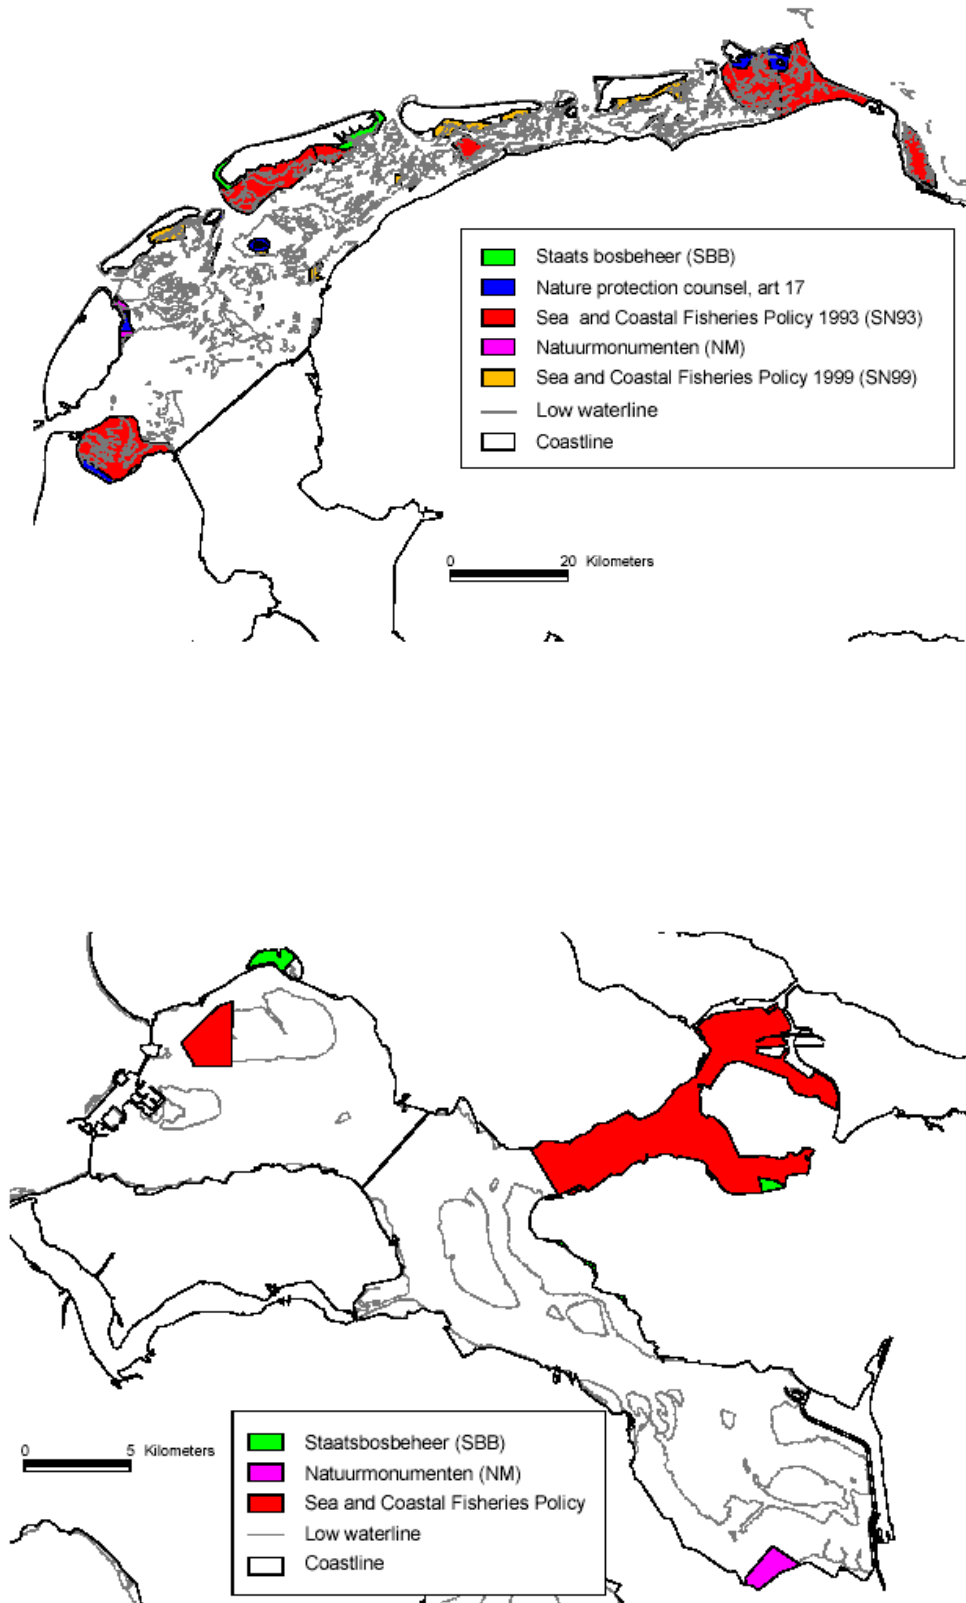 Staats bosbeheer (SBB)
Nature protection counsel, art 17
Sea and Coastal Fisheries Policy 1993 (SN93)
Natuurmonumenten (NM)
Sea and Coastal Fisheries Policy 1999 (SN99)
Low waterline
Coastline
0 20 Kilometers
0 5 Kilometers
Staatsbosbeheer (SBB)
Natuurmonumenten (NM)
Sea and Coastal Fisheries Policy
Low waterline
Coastline